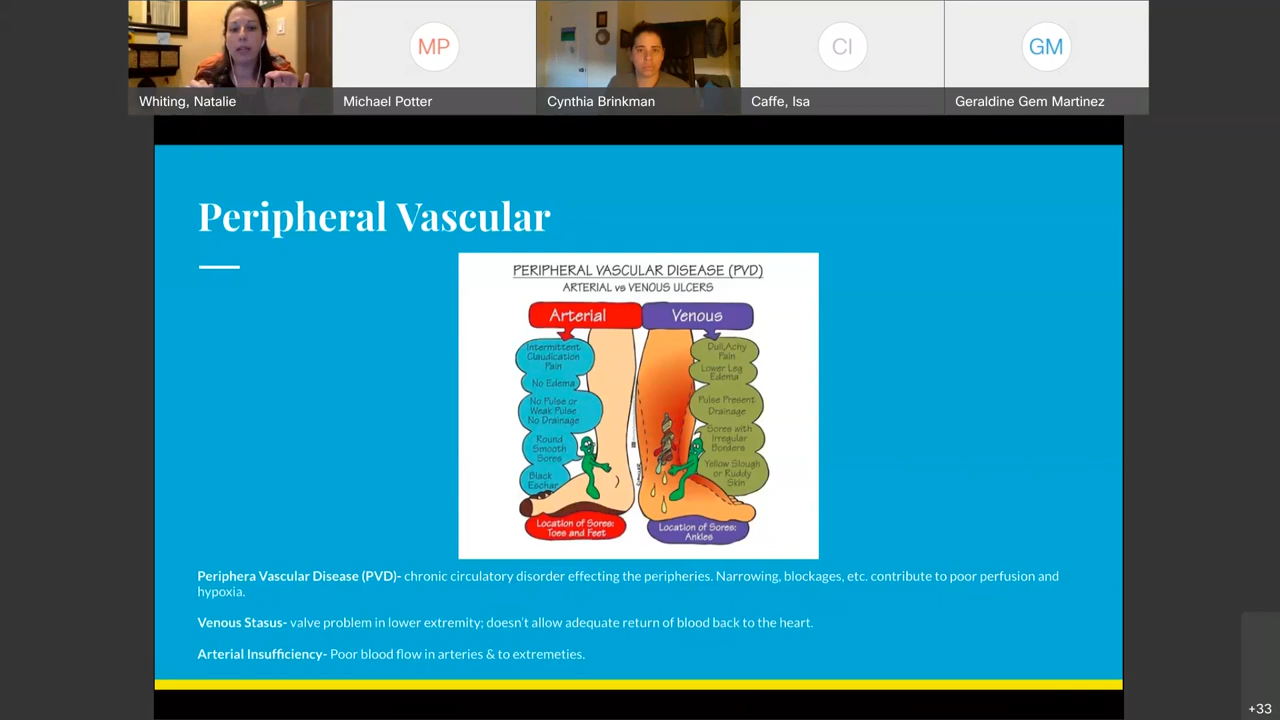 MP
CI
GM
Whiting, Natalie
Michael Potter
Cynthia Brinkman
Caffe, Isa
Geraldine Gem Martinez
Peripheral Vascular
PERIPHERAL VASCULAR DISEASE (PVD)
ARTERIAL vs VENOUS ULCERS
Arterial
Venous
Intermittent
Claudication
Pain
No Edema
No Pulse or
Weak Pulse
No Drainage
Round
Smooth
Sores
Black
Eschar
Dull, Achy
Pain
Lower Leg
Edema
Pulse Present
Drainage
Sores with
Irregular
Borders
Yellow Slough
or Ruddy
Skin
Location of Sores:
Toes and Feet
Location of Sores:
Ankles
Periphera Vascular Disease (PVD)- chronic circulatory disorder effecting the peripheries. Narrowing, blockages, etc. contribute to poor perfusion and
hypoxia.
Venous Stasus- valve problem in lower extremity; doesn't allow adequate return of blood back to the heart.
Arterial Insufficiency- Poor blood flow in arteries & to extremeties.
+33